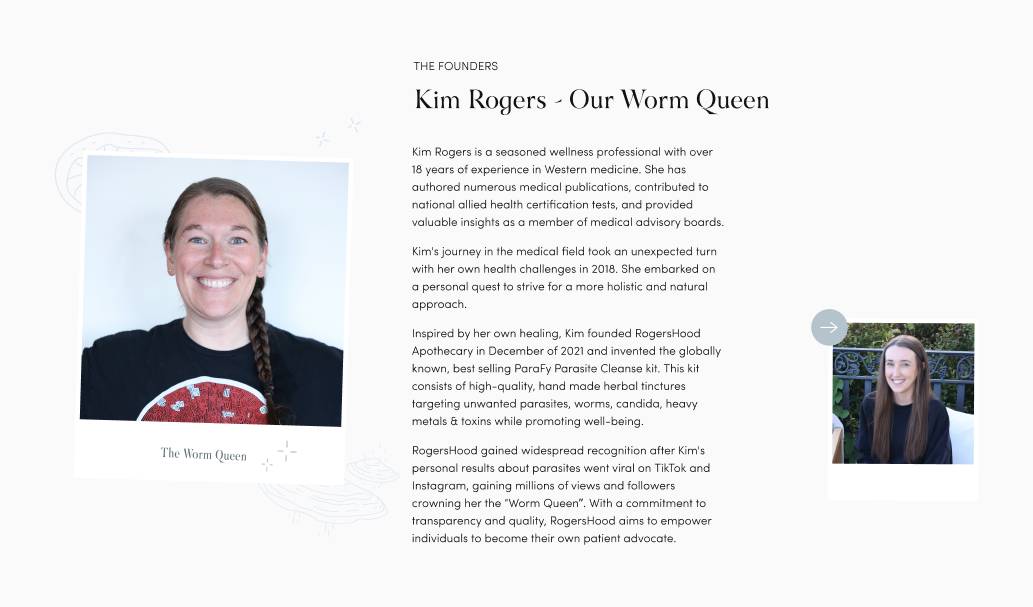 THE FOUNDERS
Kim Rogers - Our Worm Queen
Kim Rogers is a seasoned wellness professional with over
18 years of experience in Western medicine. She has
authored numerous medical publications, contributed to
national allied health certification tests, and provided
valuable insights as a member of medical advisory boards.
Kim's journey in the medical field took an unexpected turn
with her own health challenges in 2018. She embarked on
a personal quest to strive for a more holistic and natural
approach.
Inspired by her own healing, Kim founded RogersHood
Apothecary in December of 2021 and invented the globally
known, best selling ParaFy Parasite Cleanse kit. This kit
consists of high-quality, hand made herbal tinctures
targeting unwanted parasites, worms, candida, heavy
metals & toxins while promoting well-being.
RogersHood gained widespread recognition after Kim's
personal results about parasites went viral on TikTok and
Instagram, gaining millions of views and followers
crowning her the "Worm Queen". With a commitment to
transparency and quality, RogersHood aims to empower
individuals to become their own patient advocate.
The Worm Queen